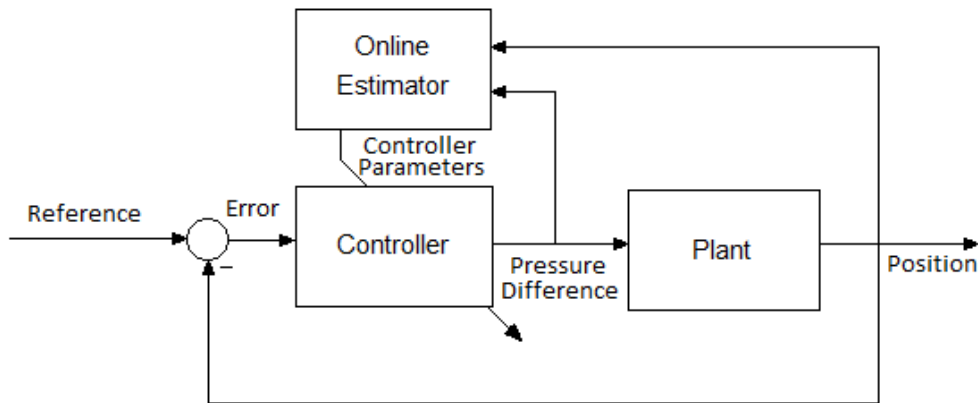 Online
Estimator
Controller
Parameters
Reference
Error
Controller
Pressure
Difference
Plant
Position
–